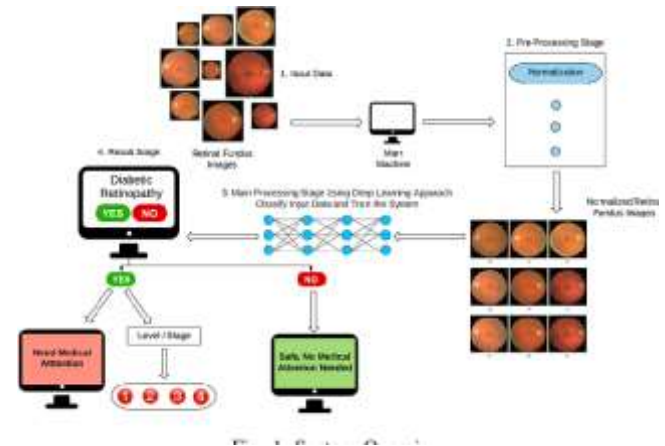 1. Input Data
2. Pre-Processing Stage
Normalization
Retinal Fundus
Images
Main
Machine
4. Result Stage
Diabetic
Retinopathy
YES
NO
3. Main Processing Stage Using Deep Learning Approach
Classify Input Data and Train the System
Normalized Retinal
Fundus Images
YES
NO
Need Medical
Attention
Level / Stage
1 2 3 4
Safe, No Medical
Attention Needed